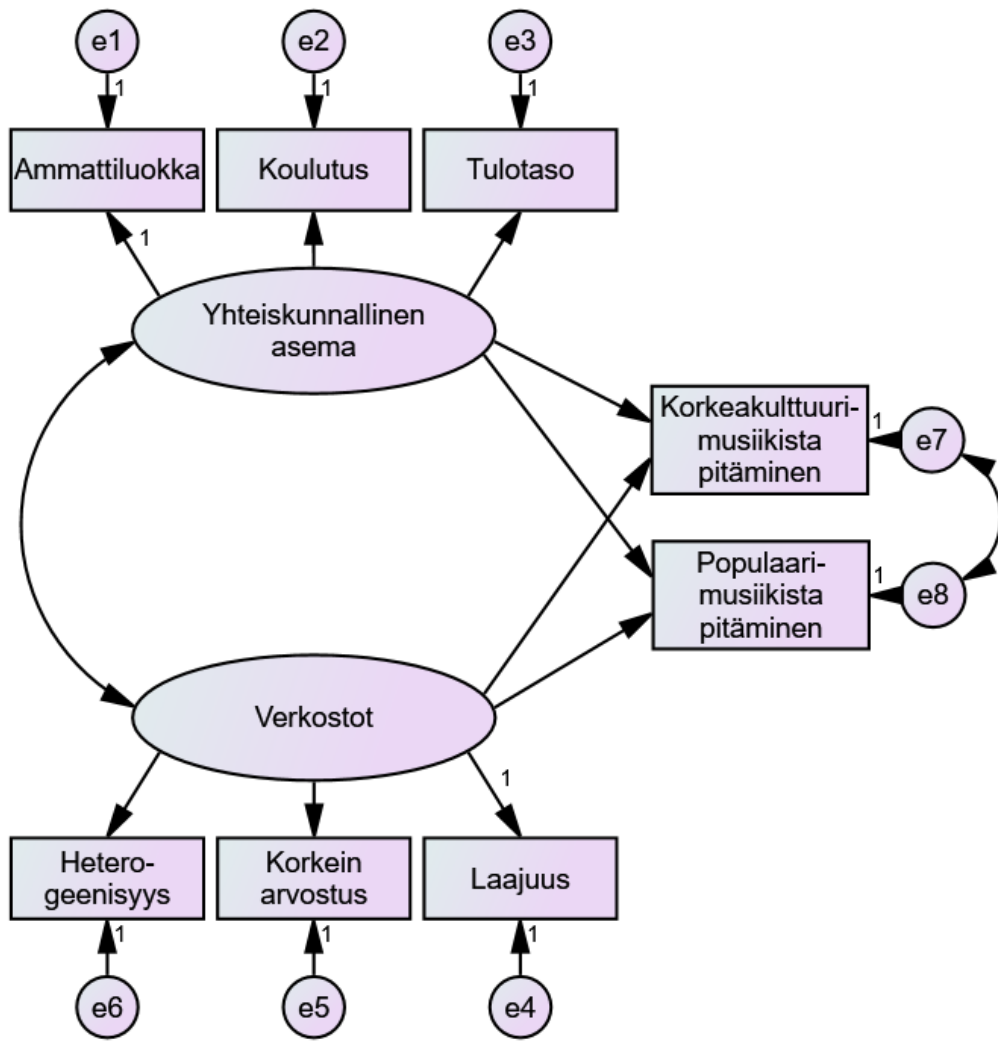 e1
e2
e3
1
1
1
Ammattiluokka
Koulutus
Tulotaso
1
Yhteiskunnallinen
asema
Korkeakulttuuri-
musiikista
pitäminen
1
e7
Populaari-
musiikista
pitäminen
1
e8
Verkostot
1
Hetero-
geenisyys
Korkein
arvostus
Laajuus
1
1
1
e6
e5
e4